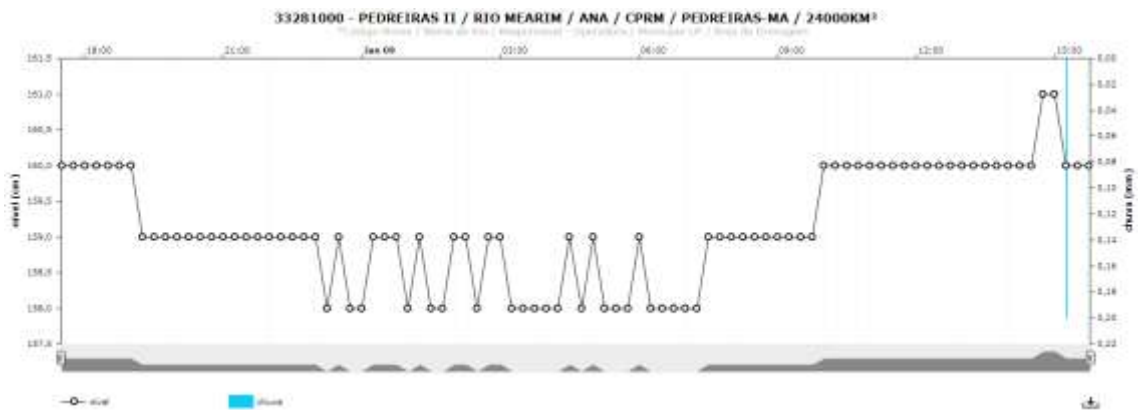 33281000 - PEDREIRAS II / RIO MEARIM / ANA / CPRM / PEDREIRAS-MA / 24000KM²
18:00 21:00 Jan 09 03:00 06:00 09:00 12:00 15:00
161,5 0,00
161,0 0,02
160,5 0,04
0,06
160,0 0,08
159,5 0,10
0,12
159,0 0,14
158,5 0,16
0,18
158,0 0,20
157,5 0,22
nível (cm)
chuva (mm)
nível chuva